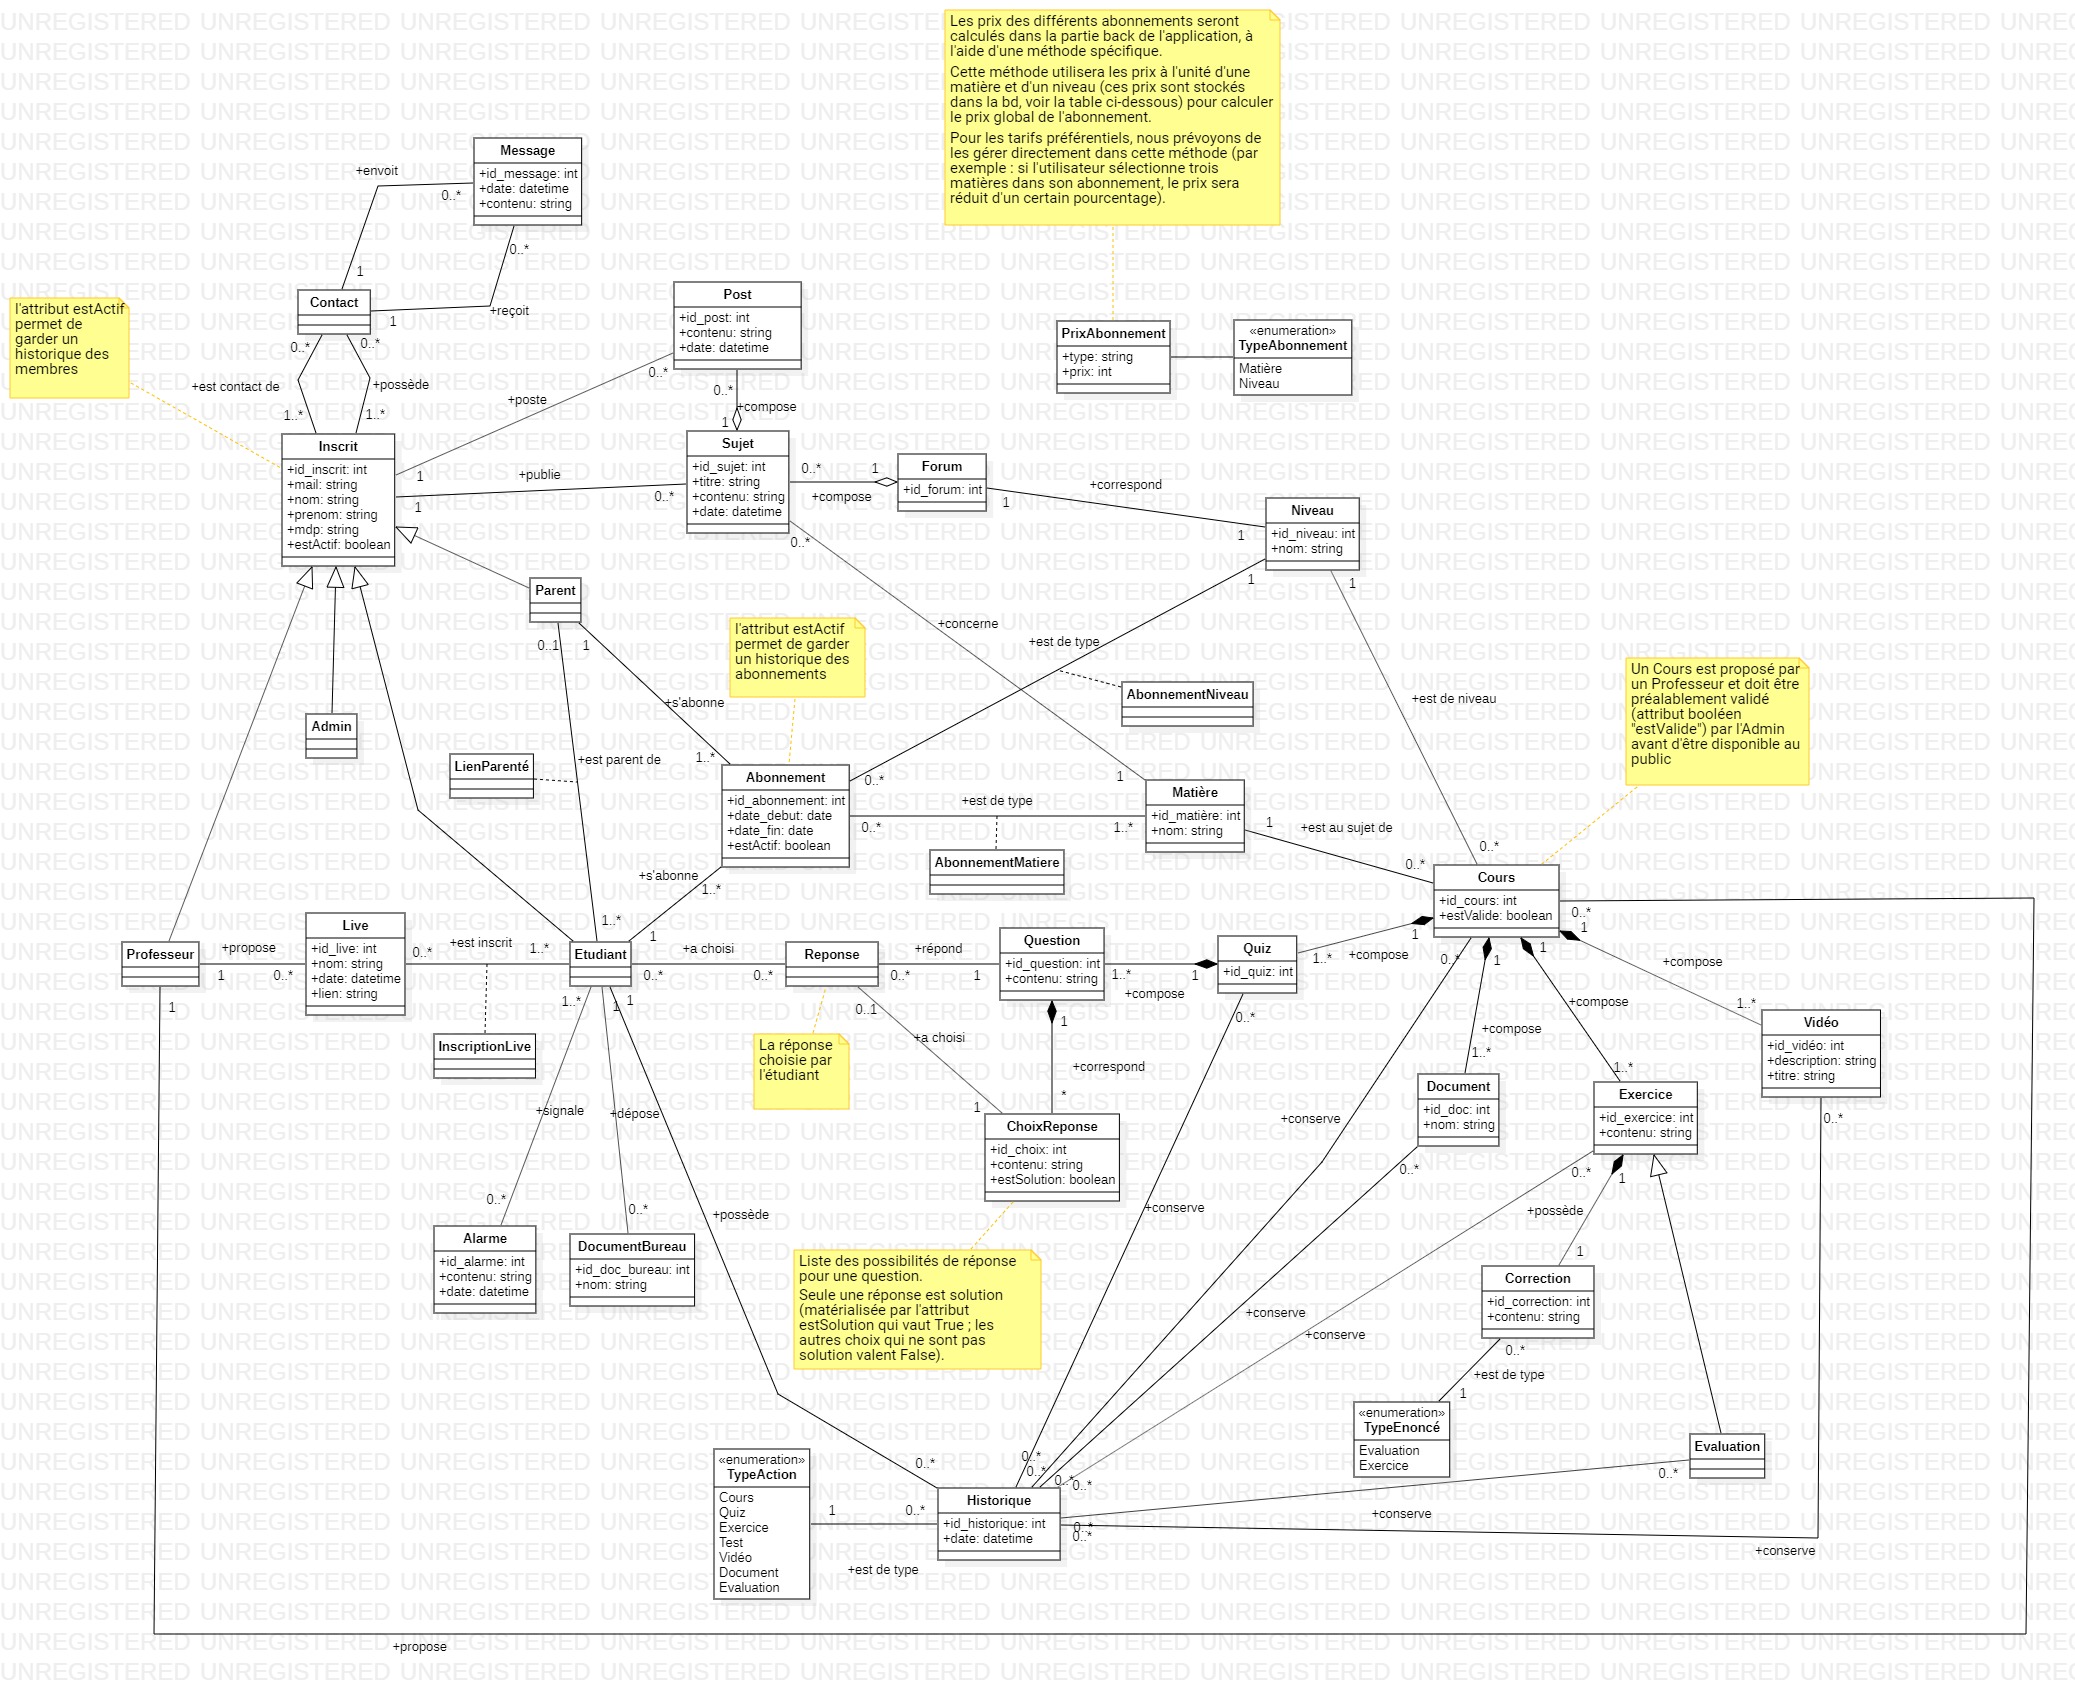 Les prix des différents abonnements seront
calculés dans la partie back de l'application, à
l'aide d'une méthode spécifique.
Cette méthode utilisera les prix à l'unité d'une
matière et d'un niveau (ces prix sont stockés
dans la bd, voir la table ci-dessous) pour calculer
le prix global de l'abonnement.
Pour les tarifs préférentiels, nous prévoyons de
les gérer directement dans cette méthode (par
exemple : si l'utilisateur sélectionne trois
matières dans son abonnement, le prix sera
réduit d'un certain pourcentage).
Message
+id_message: int
+date: datetime
+contenu: string
+envoit
0..*
1
0..*
+reçoit
1
Contact
l'attribut estActif
permet de
garder un
historique des
membres
0..*
0..*
+est contact de
+possède
1..*
1..*
Post
+id_post: int
+contenu: string
+date: datetime
0..*
+poste
1
0..*
+compose
1
PrixAbonnement
+type: string
+prix: int
«enumeration»
TypeAbonnement
Matière
Niveau
Inscrit
+id_inscrit: int
+mail: string
+nom: string
+prenom: string
+mdp: string
+estActif: boolean
+publie
1
0..*
Sujet
+id_sujet: int
+titre: string
+contenu: string
+date: datetime
0..*
1
+compose
Forum
+id_forum: int
+correspond
1
1
Niveau
+id_niveau: int
+nom: string
0..*
+concerne
1
1
1
Parent
0..1
1
+s'abonne
1..*
l'attribut estActif
permet de garder
un historique des
abonnements
+est de type
AbonnementNiveau
0..*
+est de niveau
0..*
Un Cours est proposé par
un Professeur et doit être
préalablement validé
(attribut booléen
"estValide") par l'Admin
avant d'être disponible au
public
Admin
LienParenté
+est parent de
1..*
Abonnement
+id_abonnement: int
+date_debut: date
+date_fin: date
+estActif: boolean
+est de type
0..*
1..*
AbonnementMatiere
Matière
+id_matière: int
+nom: string
1
+est au sujet de
0..*
Cours
+id_cours: int
+estValide: boolean
0..*
1
+s'abonne
1..*
1
Professeur
+propose
1
0..*
1
Live
+id_live: int
+nom: string
+date: datetime
+lien: string
0..*
+est inscrit
1..*
InscriptionLive
Etudiant
+a choisi
0..*
0..*
Reponse
+répond
0..*
1
Question
+id_question: int
+contenu: string
1..*
1
+compose
Quiz
+id_quiz: int
1..*
+compose
1
0..*
0..*
1
+compose
1..*
1
+compose
1..*
+compose
1..*
Vidéo
+id_vidéo: int
+description: string
+titre: string
0..*
La réponse
choisie par
l'étudiant
0..1
+a choisi
1
1
+correspond
*
ChoixReponse
+id_choix: int
+contenu: string
+estSolution: boolean
Document
+id_doc: int
+nom: string
0..*
Exercice
+id_exercice: int
+contenu: string
0..*
1
+possède
1
1..*
1
1
+signale
+dépose
0..*
0..*
Alarme
+id_alarme: int
+contenu: string
+date: datetime
DocumentBureau
+id_doc_bureau: int
+nom: string
+possède
0..*
Liste des possibilités de réponse
pour une question.
Seule une réponse est solution
(matérialisée par l'attribut
estSolution qui vaut True ; les
autres choix qui ne sont pas
solution valent False).
+conserve
+conserve
+conserve
+conserve
Correction
+id_correction: int
+contenu: string
0..*
+est de type
1
«enumeration»
TypeEnoncé
Evaluation
Exercice
Evaluation
0..*
+conserve
+conserve
«enumeration»
TypeAction
Cours
Quiz
Exercice
Test
Vidéo
Document
Evaluation
1
0..*
+est de type
Historique
+id_historique: int
+date: datetime
0..*
0..*
0..*
0..*
0..*
0..*
+propose
UNREGISTERED